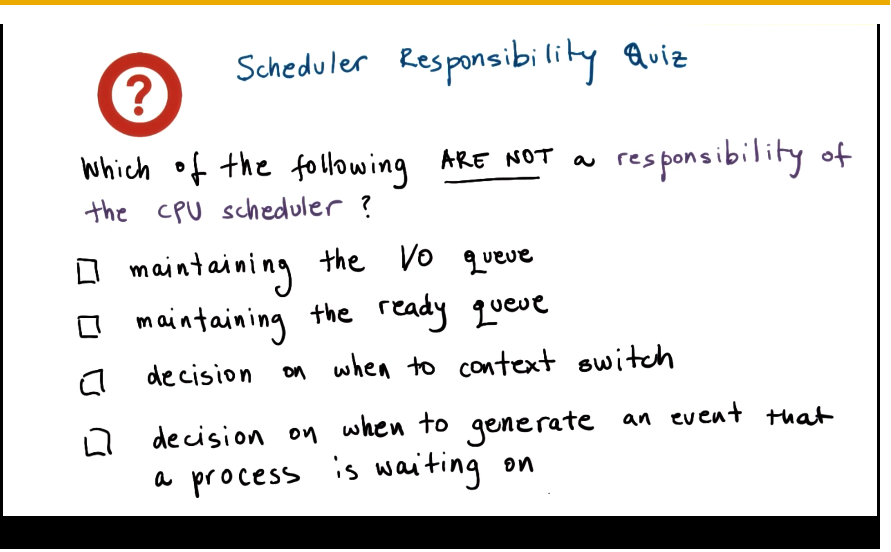 ?
Scheduler Responsibility Quiz
Which of the following ARE NOT a responsibility of
the CPU scheduler ?
maintaining the I/O queue
maintaining the ready queue
decision on when to context switch
decision on when to generate an event that
a process is waiting on